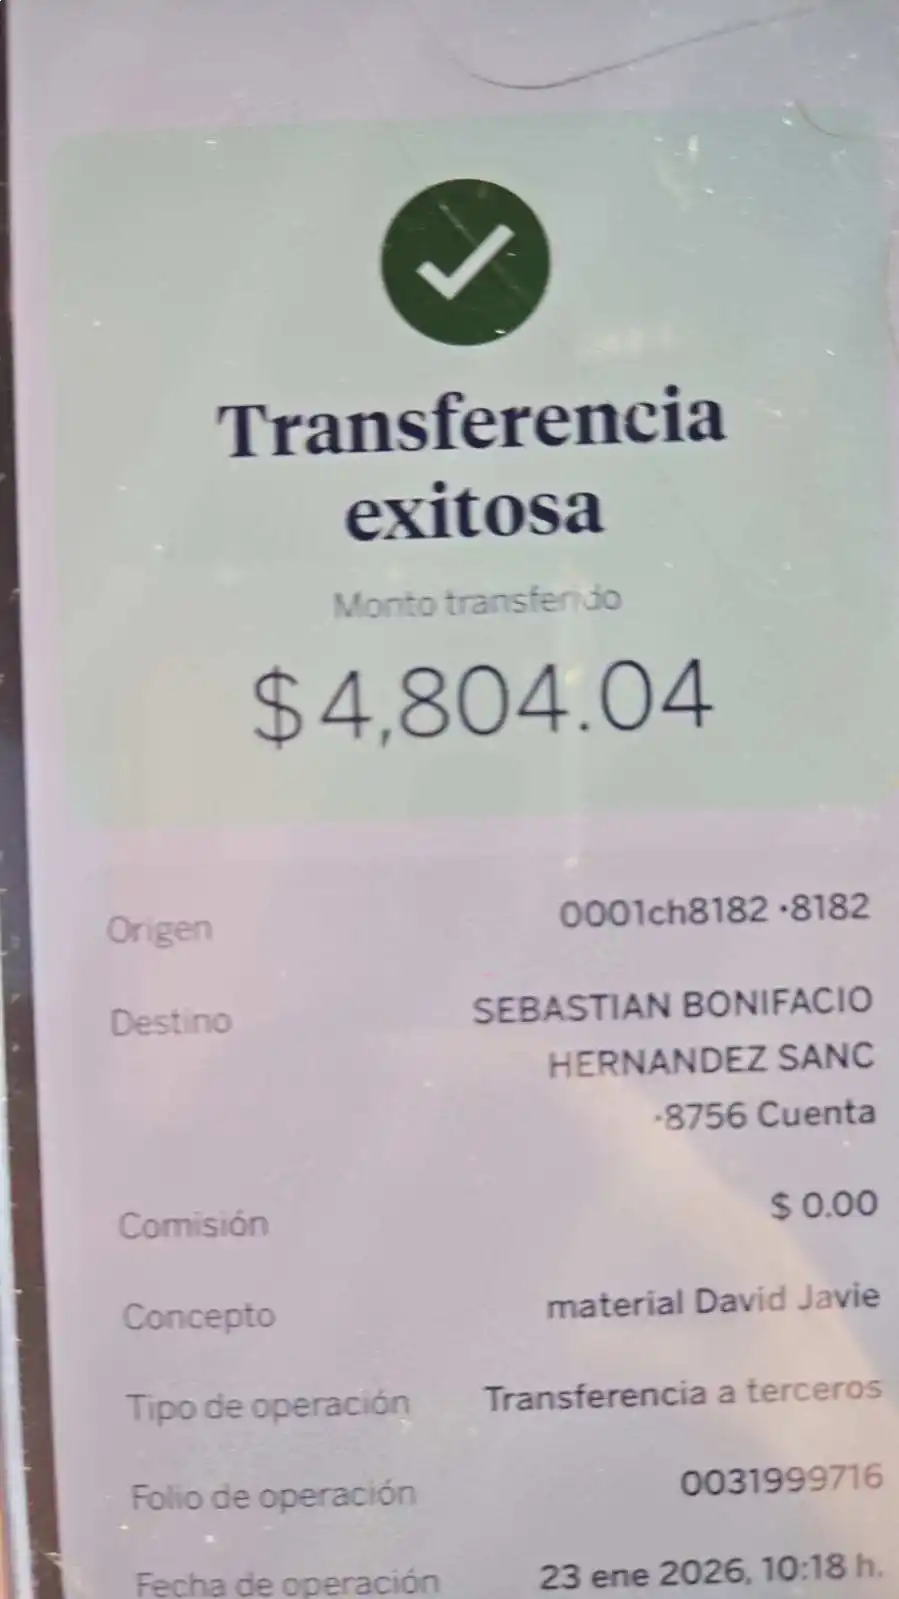 Transferencia
exitosa
Monto transferido
$4,804.04
Origen 0001ch8182 ·8182
Destino SEBASTIAN BONIFACIO
HERNANDEZ SANC
·8756 Cuenta
Comisión $ 0.00
Concepto material David Javie
Tipo de operación Transferencia a terceros
Folio de operación 0031999716
Fecha de operación 23 ene 2026, 10:18 h.